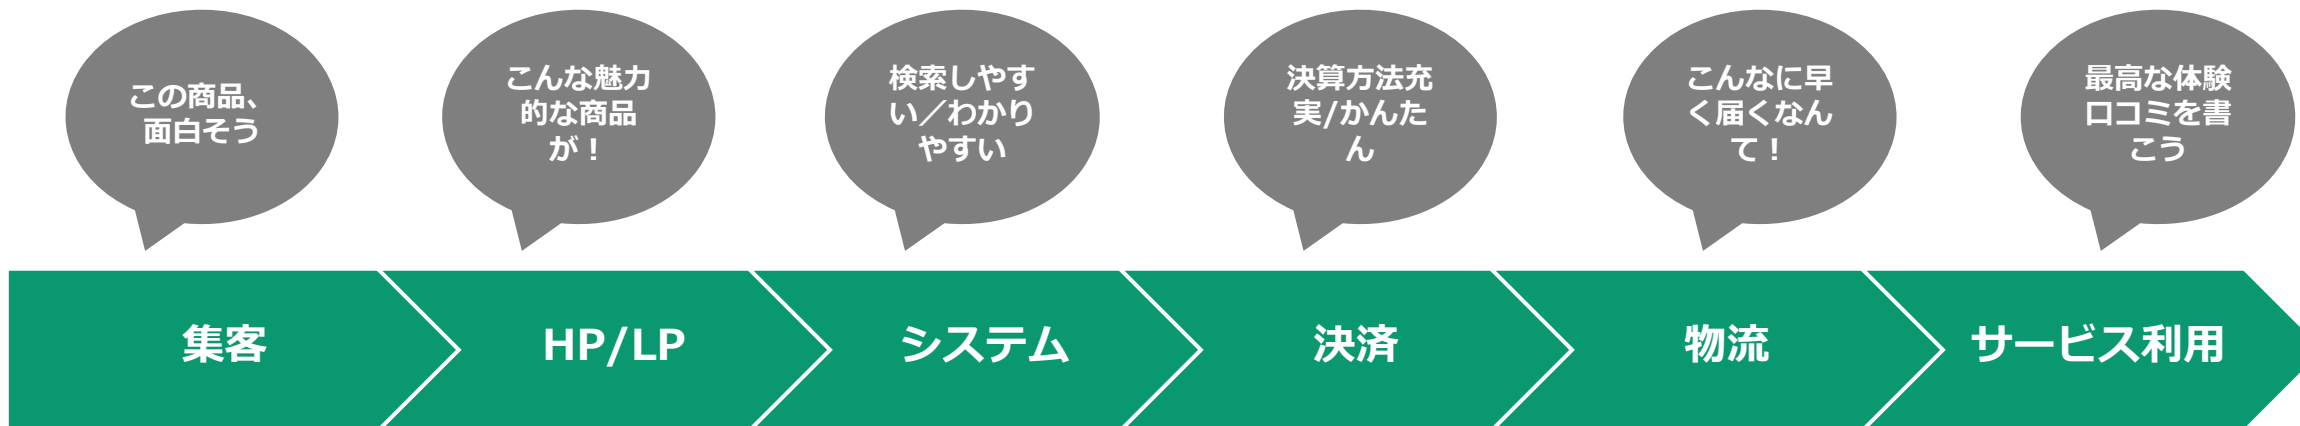 この商品、
面白そう
こんな魅力
的な商品
が！
検索しやす
い／わかり
やすい
決算方法充
実/かんた
ん
こんなに早
く届くなん
て！
最高な体験
口コミを書
こう
集客
HP/LP
システム
決済
物流
サービス利用